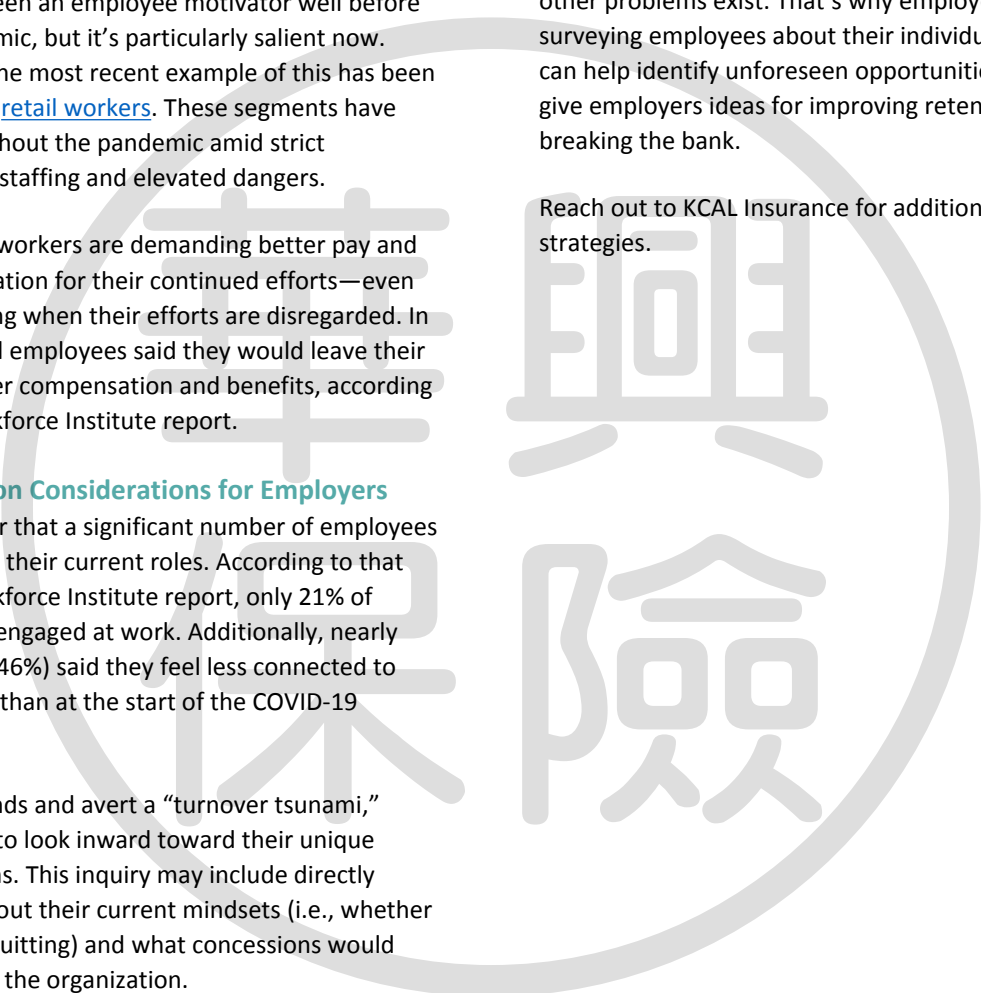 een an employee motivator well before
mic, but it's particularly salient now.
he most recent example of this has been
retail workers. These segments have
hout the pandemic amid strict
staffing and elevated dangers.
workers are demanding better pay and
ation for their continued efforts—even
ng when their efforts are disregarded. In
l employees said they would leave their
er compensation and benefits, according
kforce Institute report.
on Considerations for Employers
r that a significant number of employees
their current roles. According to that
kforce Institute report, only 21% of
engaged at work. Additionally, nearly
46%) said they feel less connected to
than at the start of the COVID-19
nds and avert a “turnover tsunami,”
to look inward toward their unique
ns. This inquiry may include directly
out their current mindsets (i.e., whether
uitting) and what concessions would
the organization.
other problems exist. That's why employe
surveying employees about their individu
can help identify unforeseen opportunitie
give employers ideas for improving reten
breaking the bank.
Reach out to KCAL Insurance for addition
strategies.
華興
保險